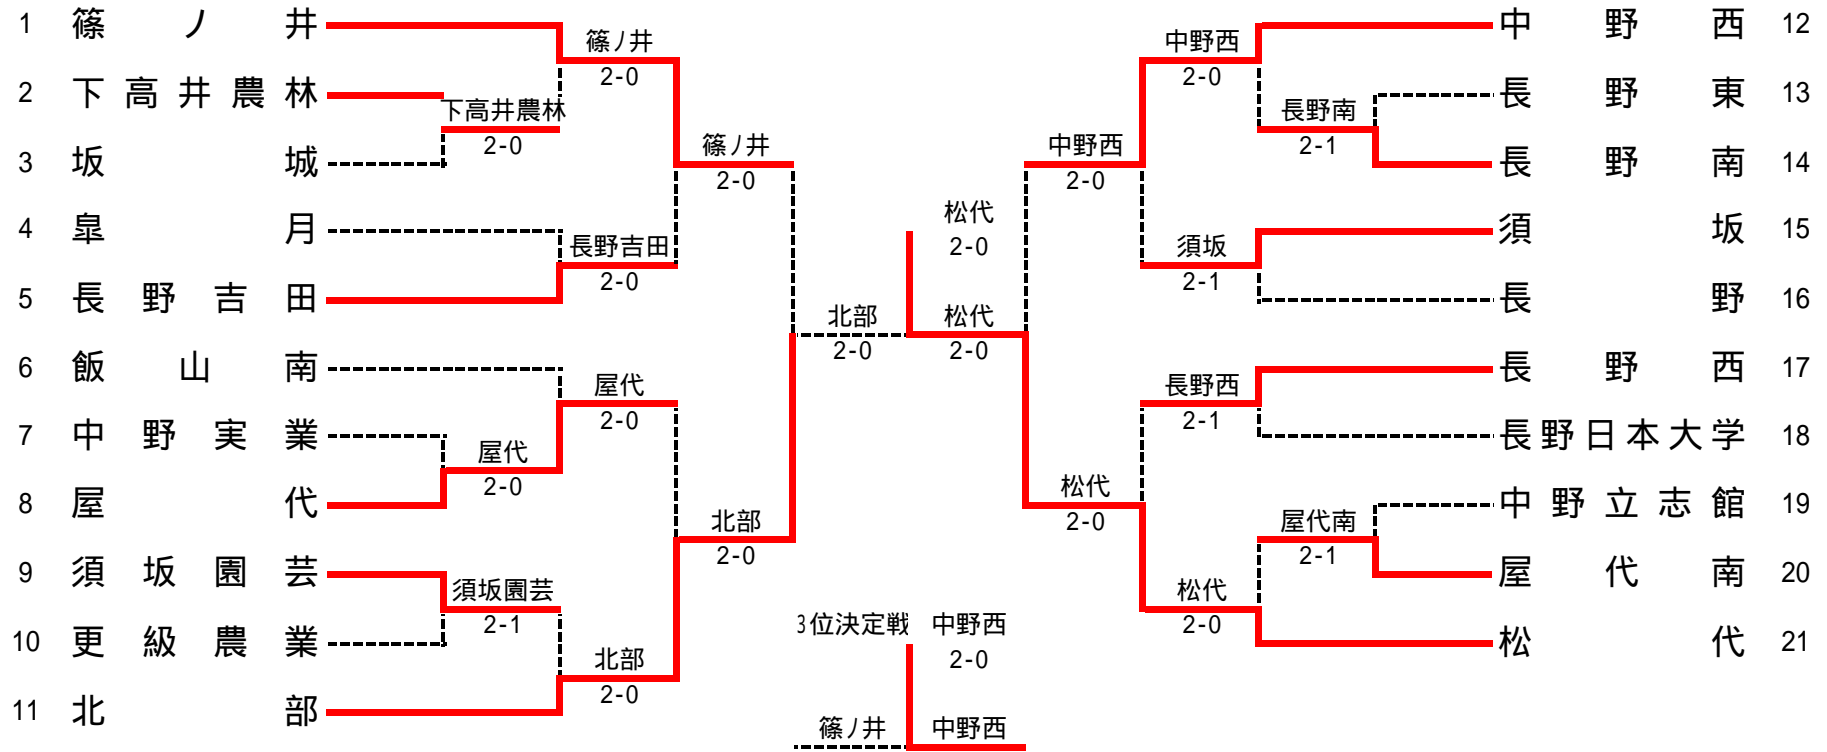 1 篠ノ井
2 下高井農林
3 坂城
4 皐月
5 長野吉田
6 飯山南
7 中野実業
8 屋代
9 須坂園芸
10 更級農業
11 北部
下高井農林
2-0
屋代
2-0
須坂園芸
2-1
篠ノ井
2-0
長野吉田
2-0
屋代
2-0
北部
2-0
篠ノ井
2-0
北部
2-0
北部
2-0
松代
2-0
松代
2-0
3位決定戦 中野西
2-0
篠ノ井 中野西
中野西
2-0
松代
2-0
中野西
2-0
須坂
2-1
長野西
2-1
松代
2-0
長野南
2-1
屋代南
2-1
中野西 12
長野東 13
長野南 14
須坂 15
長野 16
長野西 17
長野日本大学 18
中野立志館 19
屋代南 20
松代 21